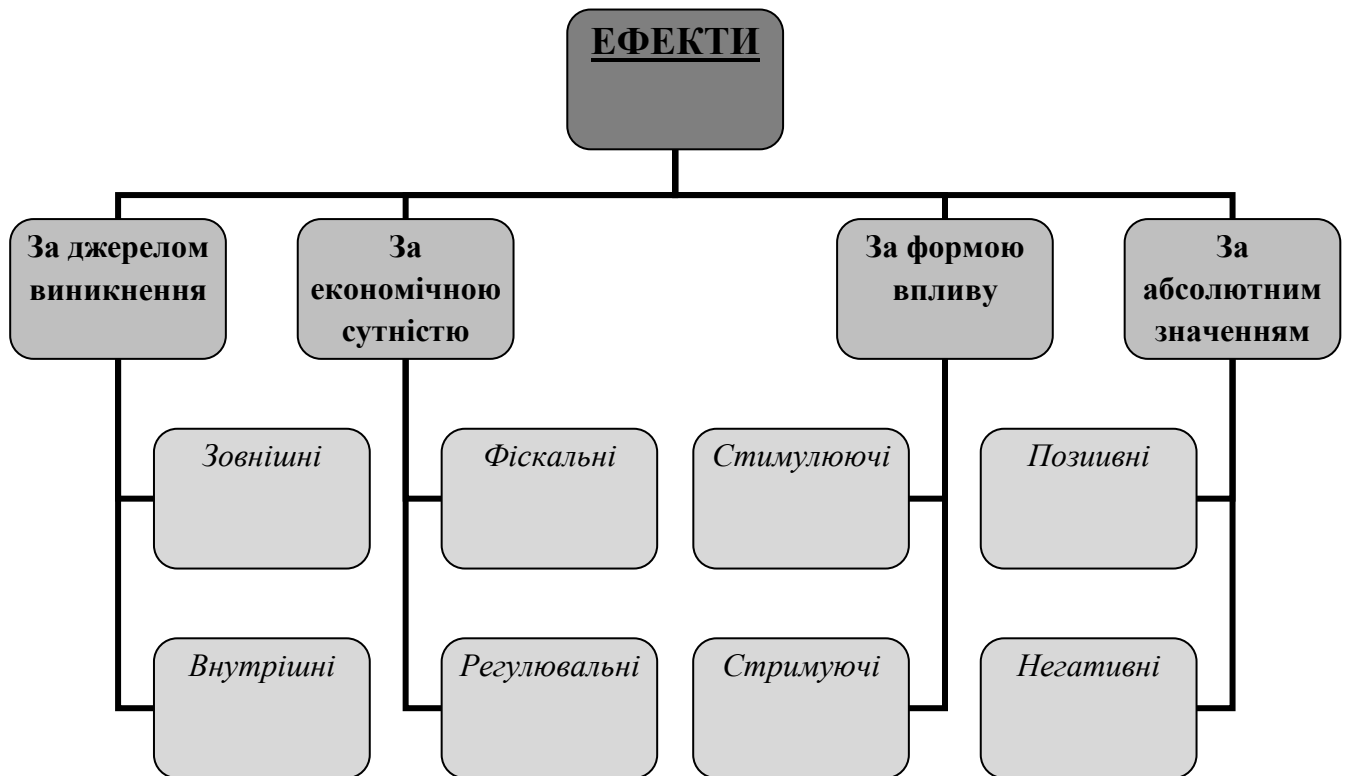 ЕФЕКТИ
За джерелом
виникнення
За
економічною
сутністю
За формою
впливу
За
абсолютним
значенням
Зовнішні
Фіскальні
Стимулюючі
Позиивні
Внутрішні
Регулювальні
Стримуючі
Негативні